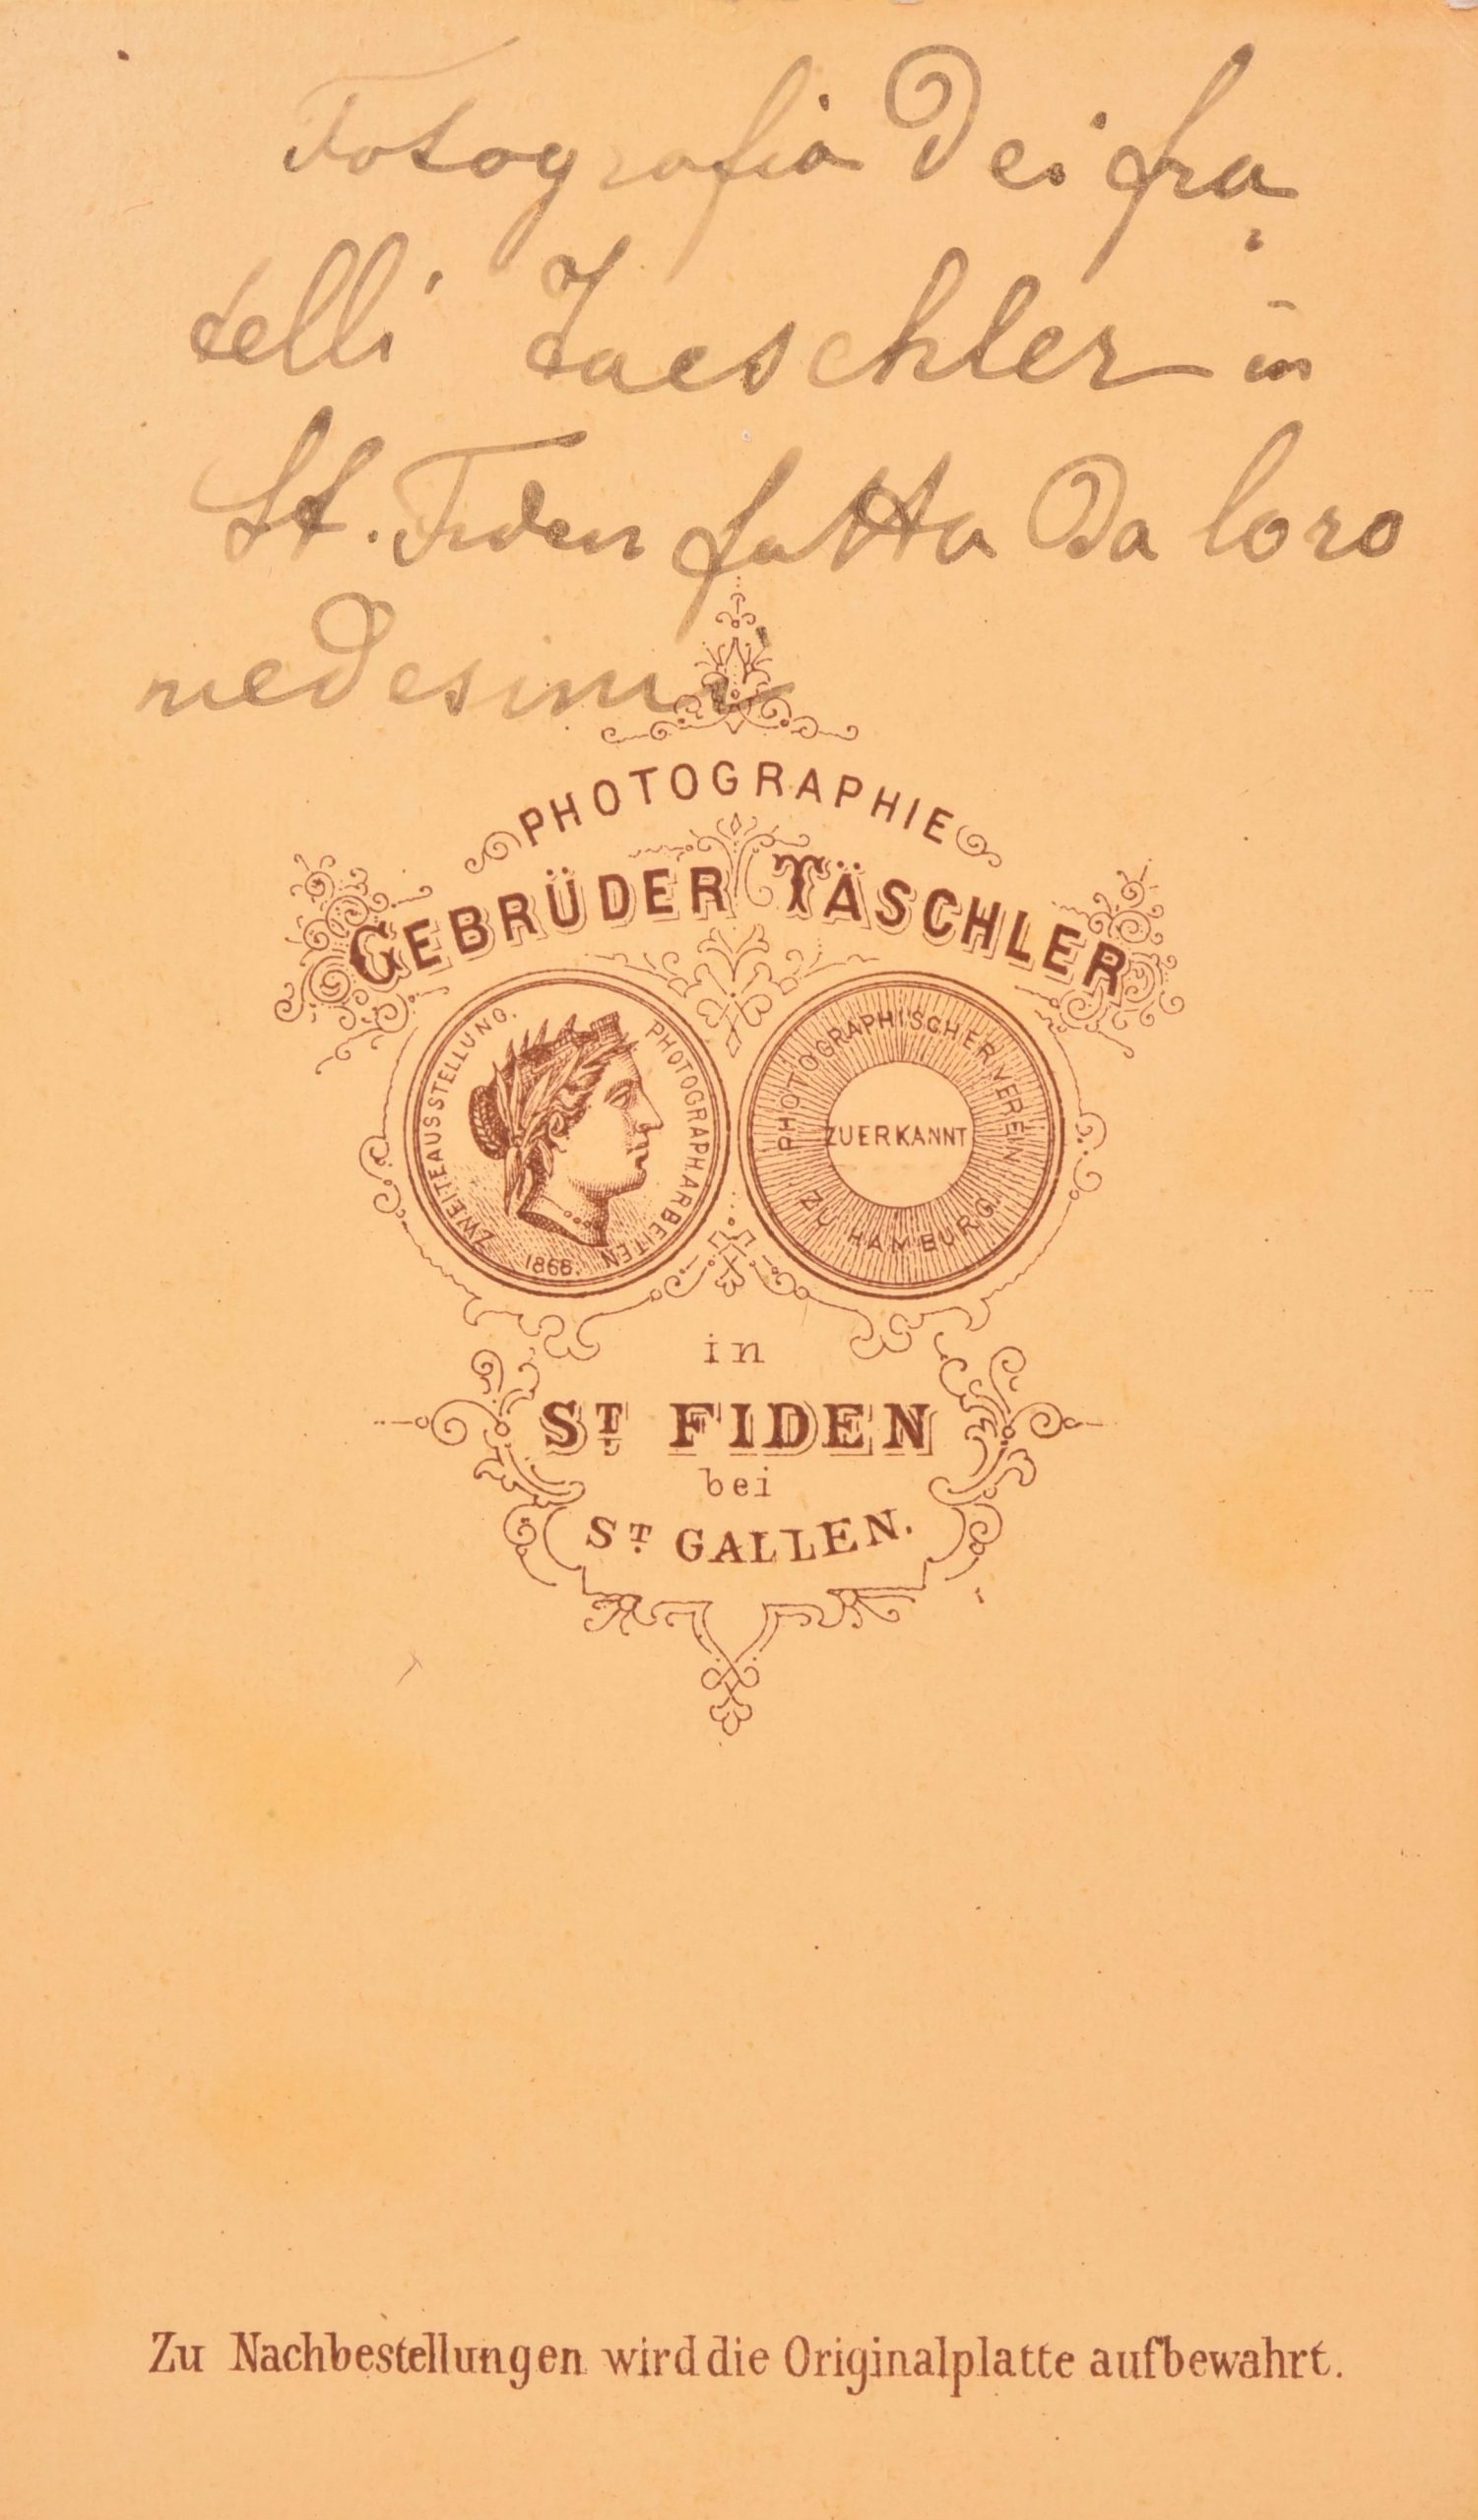 Fotografia Dei fra
telli Taeschler in
St. Fiden fatta Da loro
medesimi
PHOTOGRAPHIE
GEBRÜDER TÄSCHLER
ZWEITE AUSSTELLUNG. PHOTOGRAPH. ARBEITEN 1868.
PHOTOGRAPHISCHER VEREIN ZU HAMBURG.
ZUERKANNT
in
ST. FIDEN
bei
ST. GALLEN.
Zu Nachbestellungen wird die Originalplatte aufbewahrt.